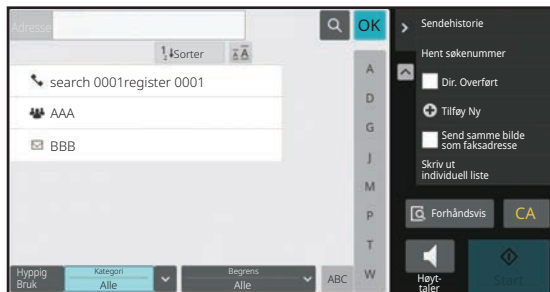 Adresse
OK
Sorter
AA
search 0001register 0001
AAA
BBB
A
D
G
J
M
P
T
W
Hyppig
Bruk
Kategori
Alle
Begrens
Alle
ABC
Sendehistorie
Hent søkenummer
Dir. Overført
Tilføy Ny
Send samme bilde
som faksadresse
Skriv ut
individuell liste
Forhåndsvis
CA
Høyt-
taler
Start